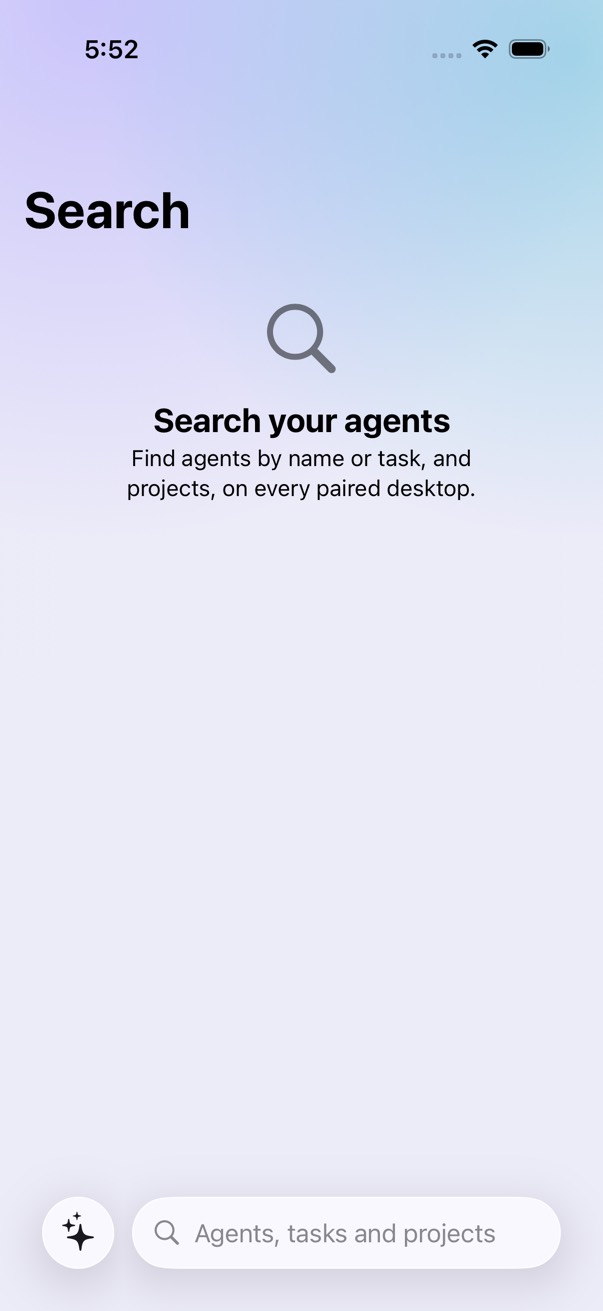 5:52
Search
Search your agents
Find agents by name or task, and
projects, on every paired desktop.
Agents, tasks and projects